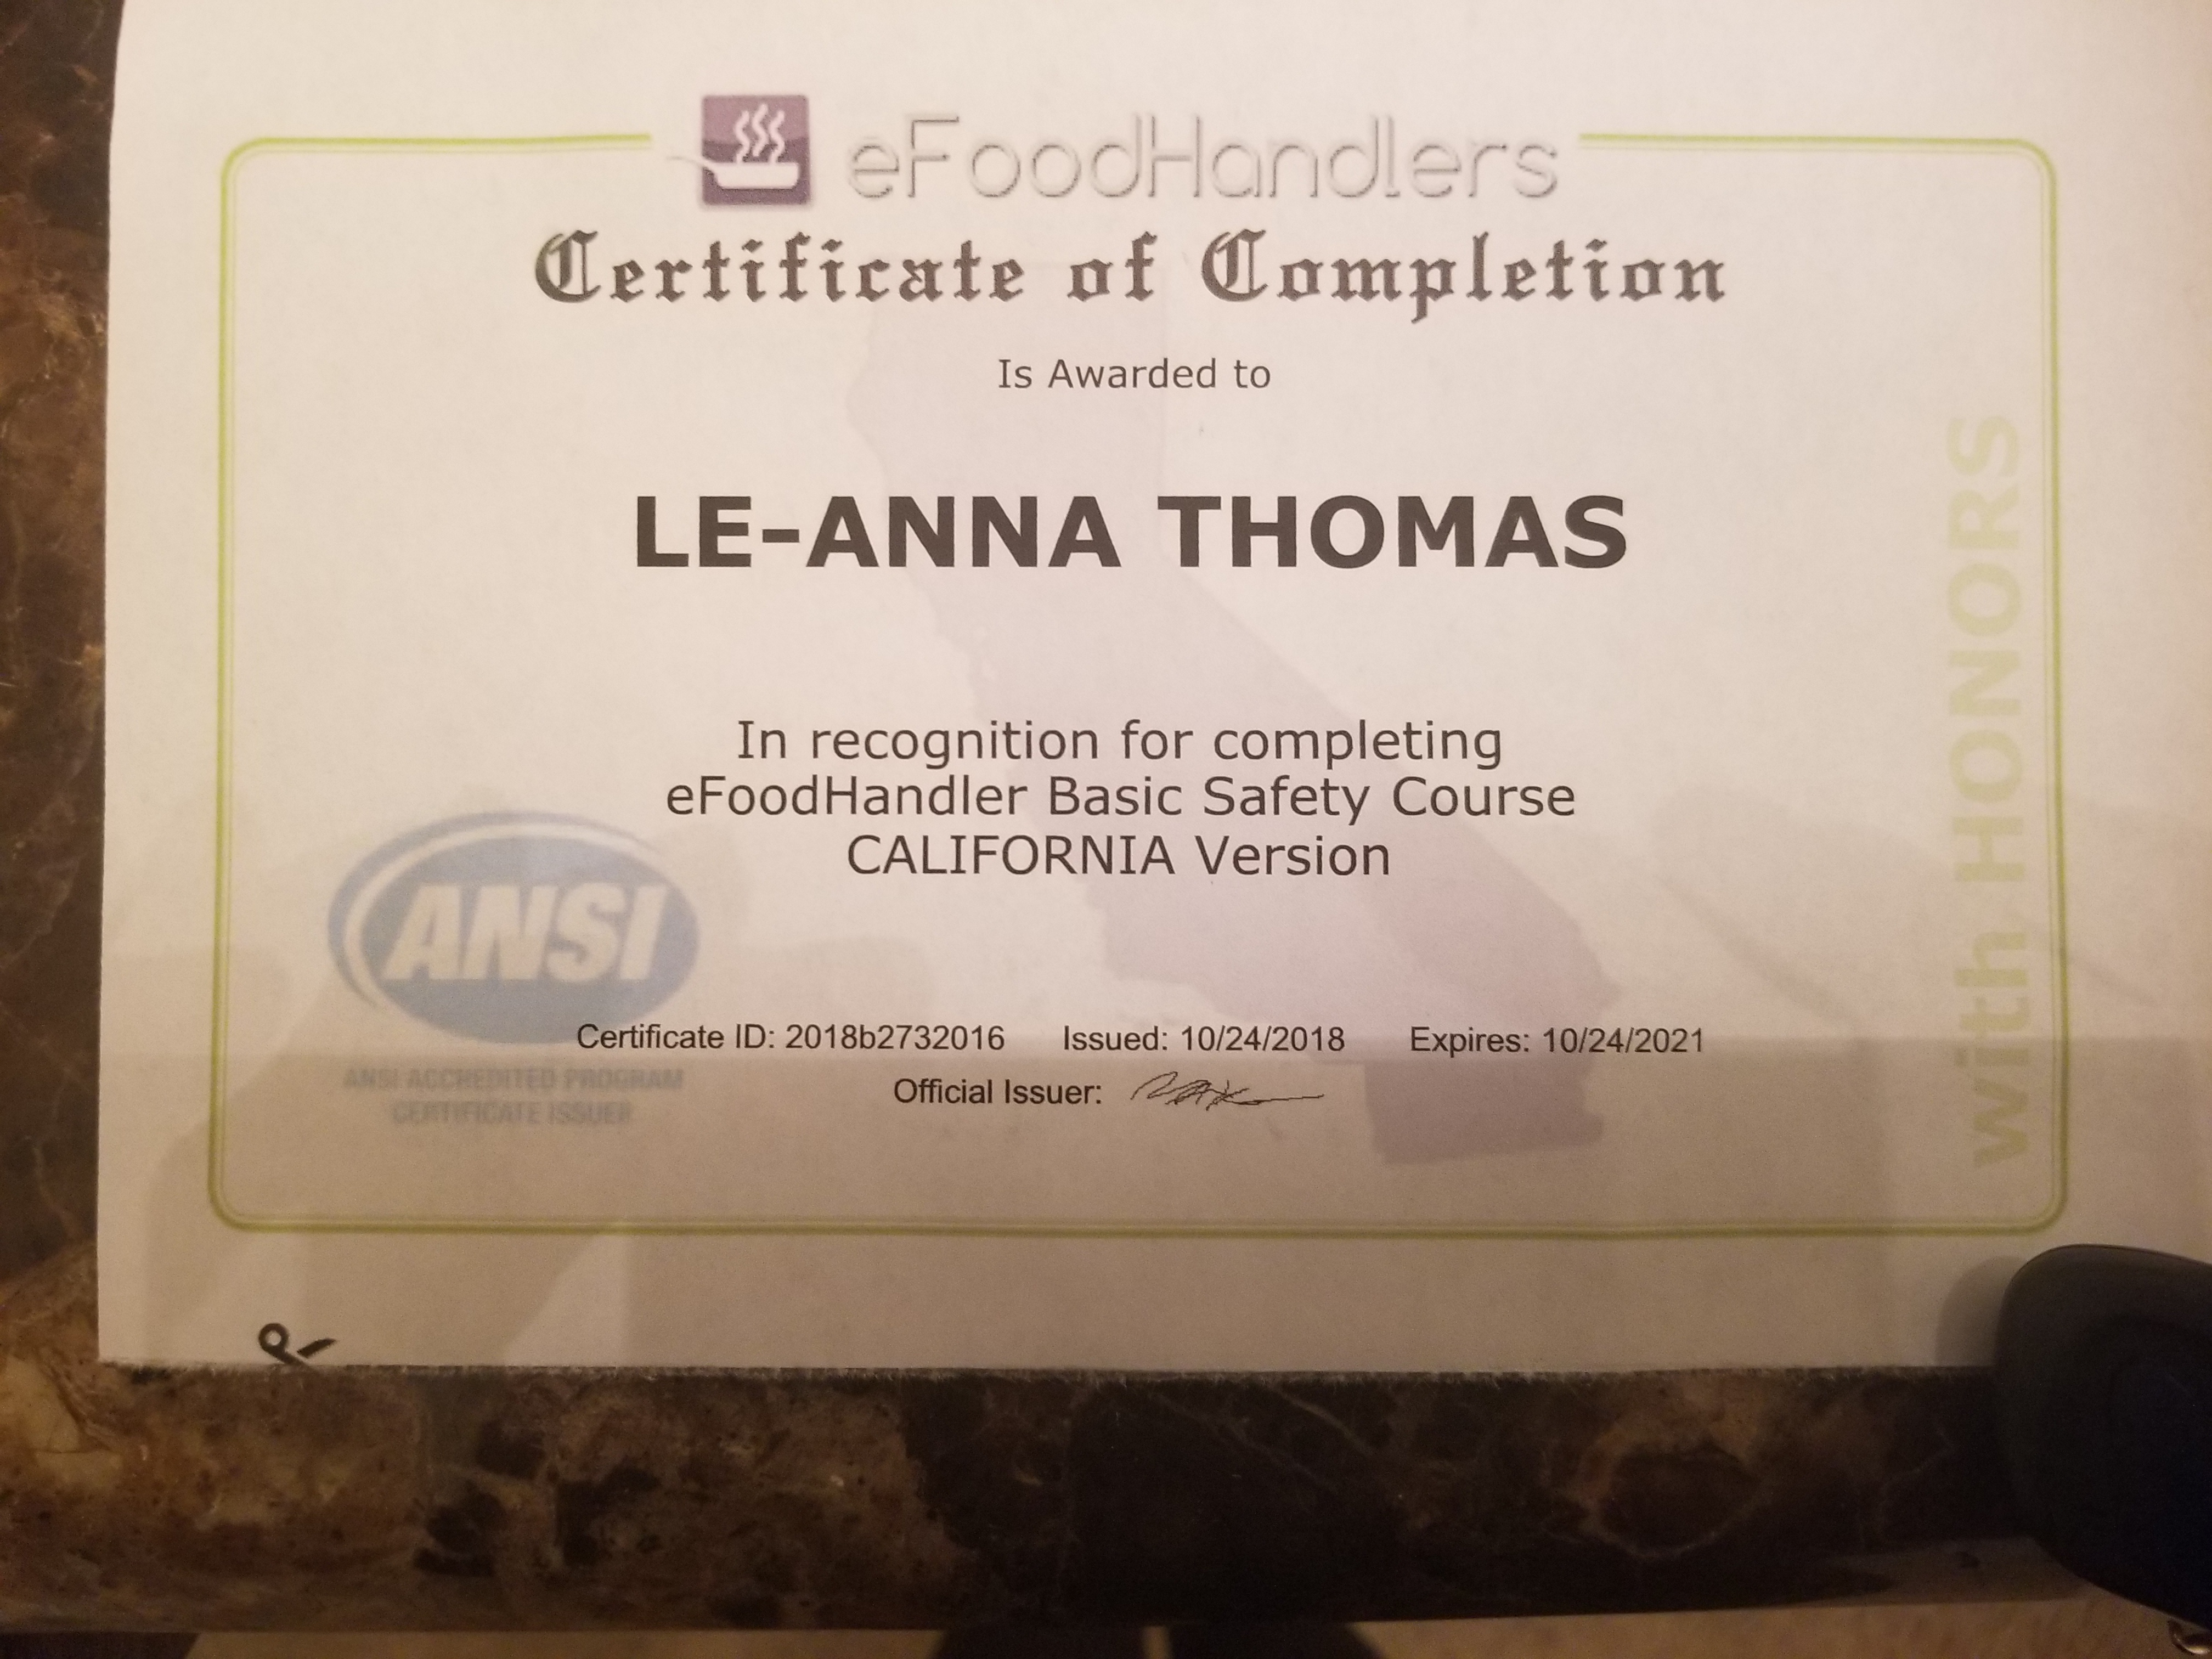 eFoodHandlers
Certificate of Completion
Is Awarded to
LE-ANNA THOMAS
In recognition for completing
eFoodHandler Basic Safety Course
CALIFORNIA Version
ANSI
ANSI ACCREDITED PROGRAM
CERTIFICATE ISSUER
Certificate ID: 2018b2732016 Issued: 10/24/2018 Expires: 10/24/2021
Official Issuer:
with HONORS